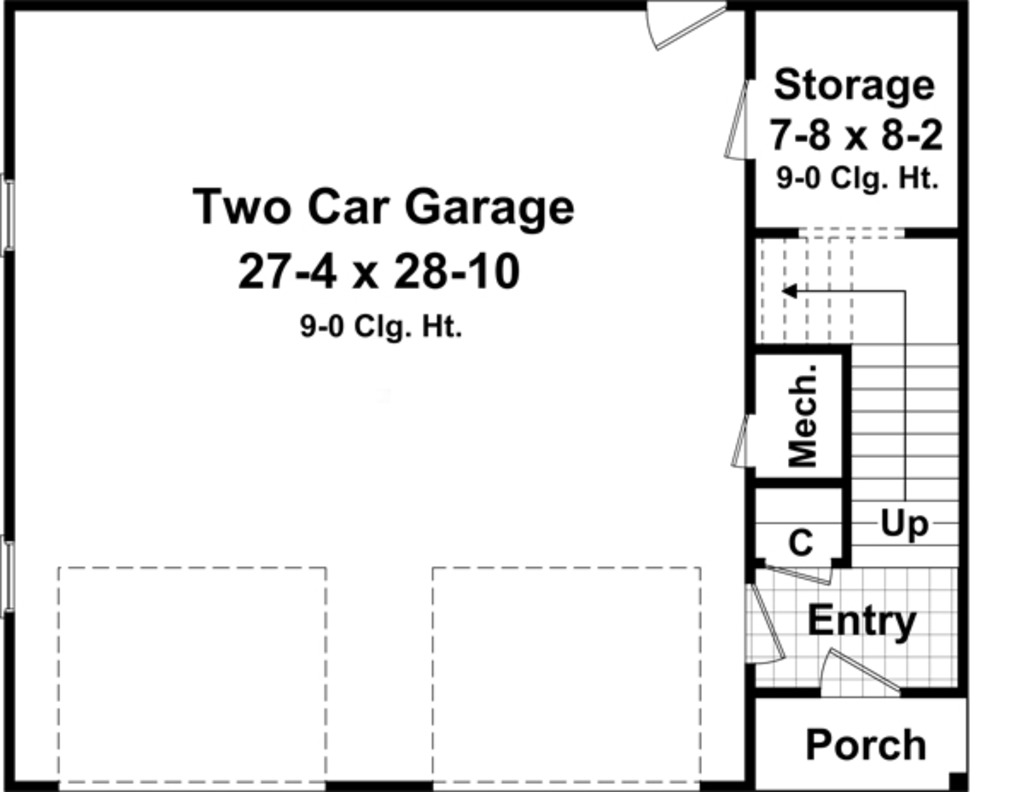 Two Car Garage
27-4 x 28-10
9-0 Clg. Ht.
Storage
7-8 x 8-2
9-0 Clg. Ht.
Mech.
Up
C
Entry
Porch